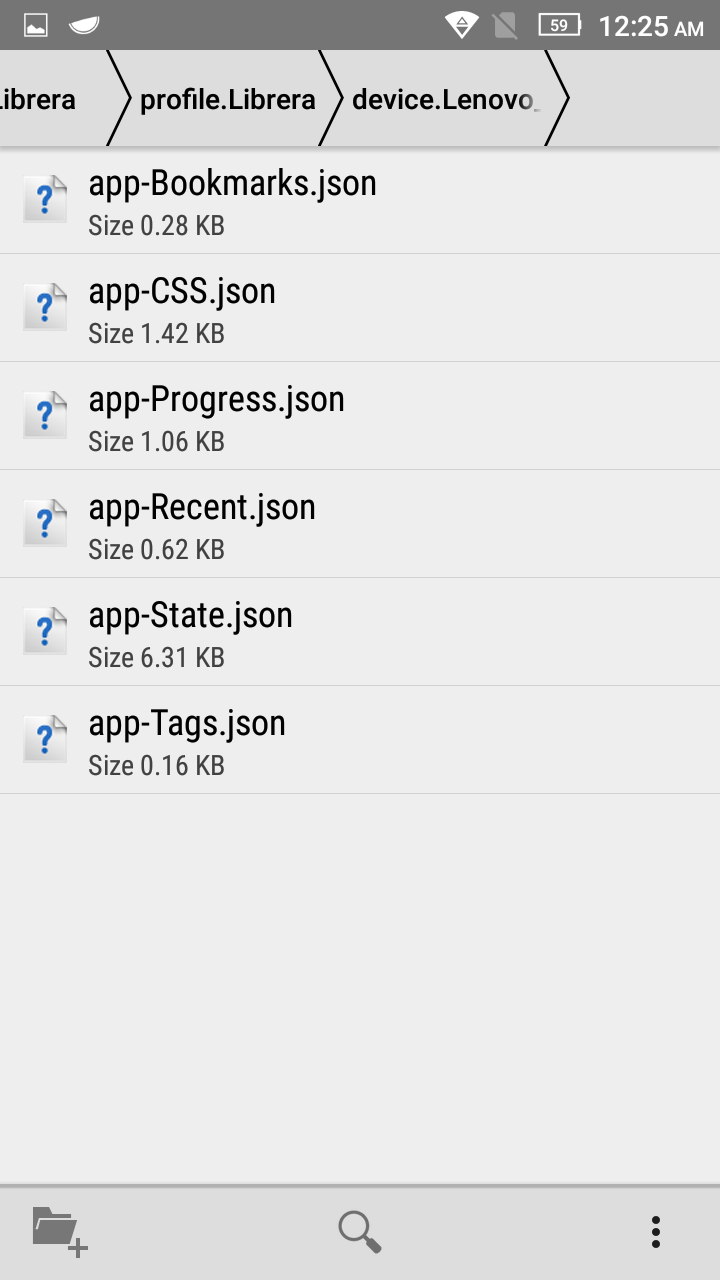 59 12:25 AM
Librera profile.Librera device.Lenovo_
app-Bookmarks.json
Size 0.28 KB
app-CSS.json
Size 1.42 KB
app-Progress.json
Size 1.06 KB
app-Recent.json
Size 0.62 KB
app-State.json
Size 6.31 KB
app-Tags.json
Size 0.16 KB